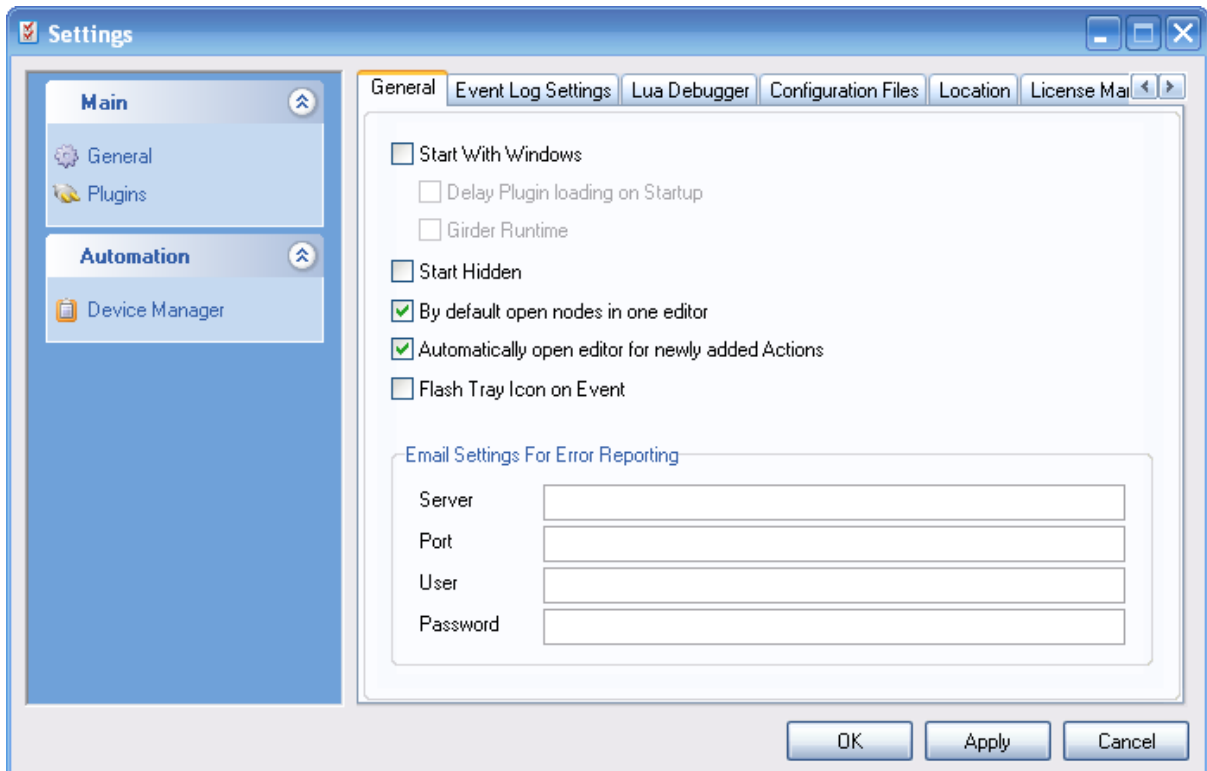 Settings
Main
General
Plugins
Automation
Device Manager
General Event Log Settings Lua Debugger Configuration Files Location License Mar
Start With Windows
Delay Plugin loading on Startup
Girder Runtime
Start Hidden
By default open nodes in one editor
Automatically open editor for newly added Actions
Flash Tray Icon on Event
Email Settings For Error Reporting
Server
Port
User
Password
OK Apply Cancel